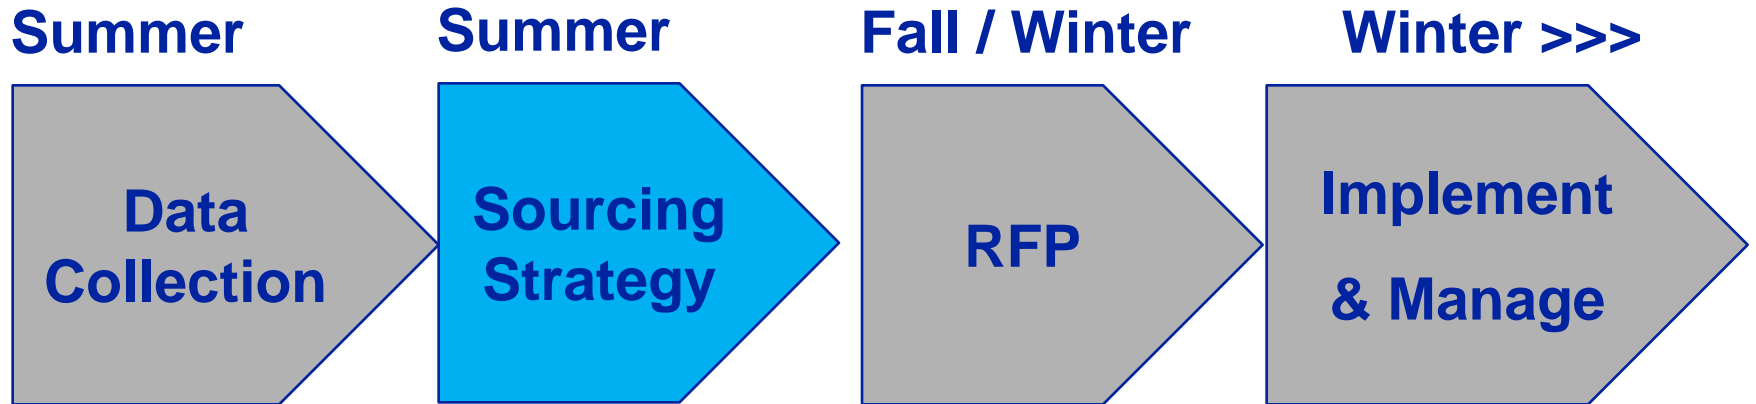 Summer
Summer
Fall / Winter
Winter >>>
Data
Collection
Sourcing
Strategy
RFP
Implement
& Manage